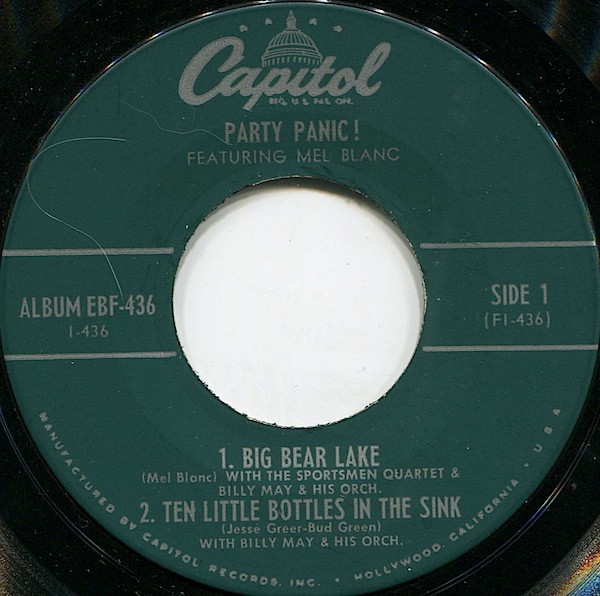 Capitol
REG. U.S. PAT. OFF.
PARTY PANIC!
FEATURING MEL BLANC
ALBUM EBF-436
1-436
SIDE 1
(F1-436)
1. BIG BEAR LAKE
(Mel Blanc) WITH THE SPORTSMEN QUARTET &
BILLY MAY & HIS ORCH.
2. TEN LITTLE BOTTLES IN THE SINK
(Jesse Greer-Bud Green)
WITH BILLY MAY & HIS ORCH.
MANUFACTURED BY CAPITOL RECORDS, INC. • HOLLYWOOD, CALIFORNIA • USA